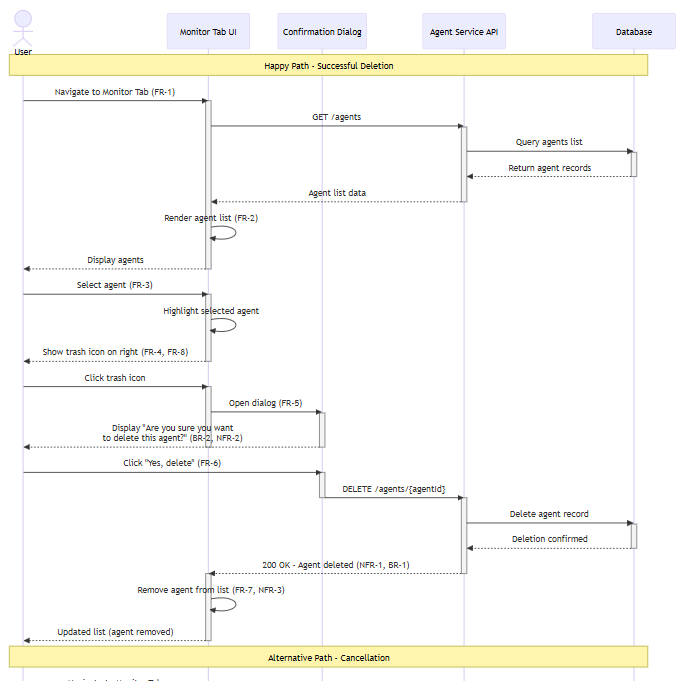 Monitor Tab UI
Confirmation Dialog
Agent Service API
Database
User
Happy Path - Successful Deletion
Navigate to Monitor Tab (FR-1)
GET /agents
Query agents list
Return agent records
Agent list data
Render agent list (FR-2)
Display agents
Select agent (FR-3)
Highlight selected agent
Show trash icon on right (FR-4, FR-8)
Click trash icon
Open dialog (FR-5)
Display "Are you sure you want
to delete this agent?" (BR-2, NFR-2)
Click "Yes, delete" (FR-6)
DELETE /agents/{agentId}
Delete agent record
Deletion confirmed
200 OK - Agent deleted (NFR-1, BR-1)
Remove agent from list (FR-7, NFR-3)
Updated list (agent removed)
Alternative Path - Cancellation